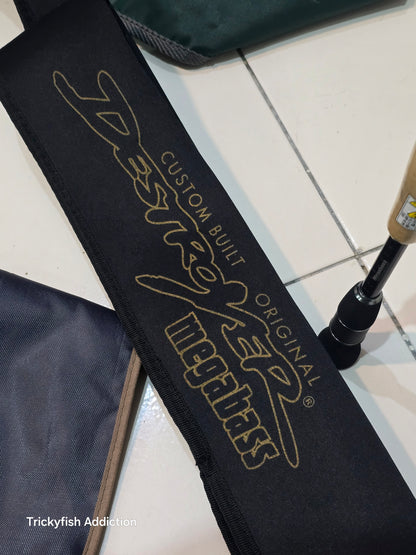 CUSTOM BUILT ORIGINAL
DESTROYER
®
megabass
Trickyfish Addiction